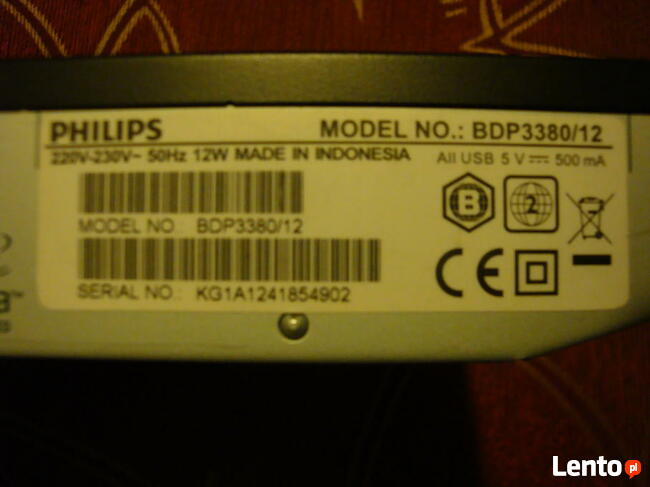 PHILIPS MODEL NO.: BDP3380/12
220V-230V~ 50Hz 12W MADE IN INDONESIA All USB 5 V⎓ 500 mA
B 2
MODEL NO.: BDP3380/12
CE
SERIAL NO.: KG1A1241854902
Lento.pl